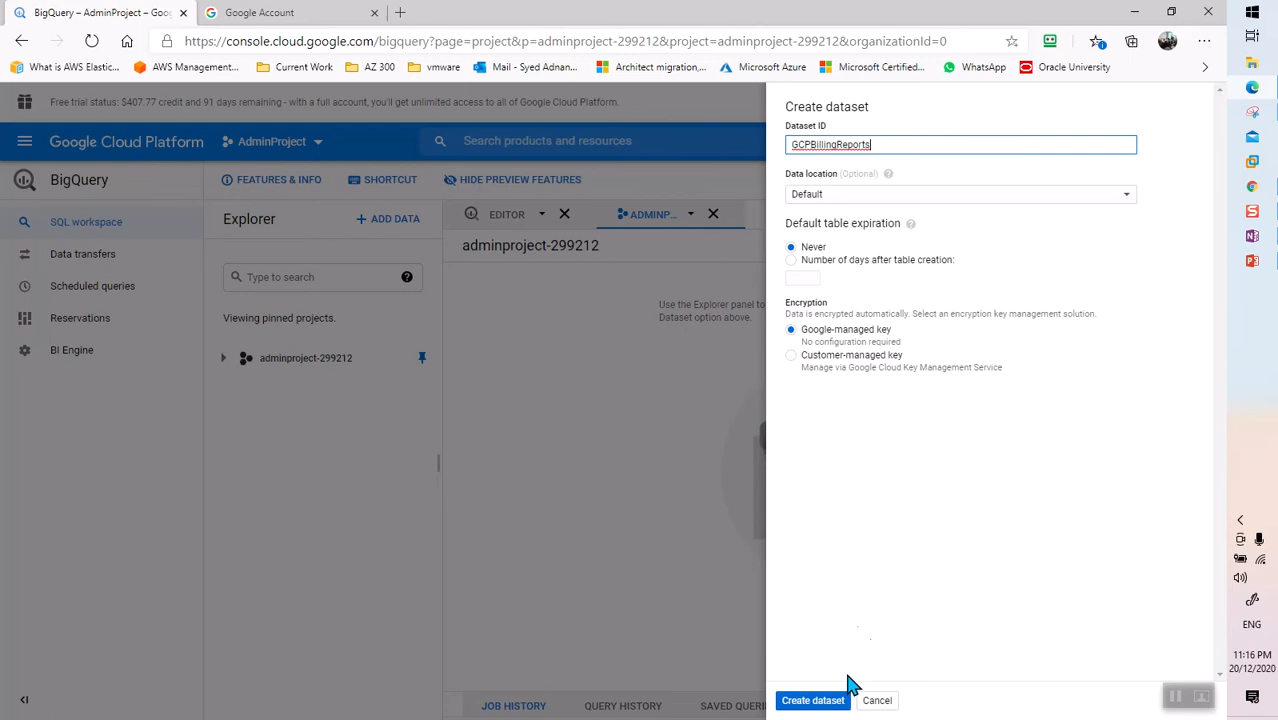 BigQuery – AdminProject – Goo
Google Account
https://console.cloud.google.com/bigquery?page=project&p=adminproject-299212&project=adminproject-299212&organizationId=0
What is AWS Elastic...
AWS Management...
Current Work
AZ 300
vmware
Mail - Syed Adnan...
Architect migration,...
Microsoft Azure
Microsoft Certified...
WhatsApp
Oracle University
Free trial status: $407.77 credit and 91 days remaining - with a full account, you'll get unlimited access to all of Google Cloud Platform.
Google Cloud Platform
AdminProject
Search products and resources
BigQuery
FEATURES & INFO
SHORTCUT
HIDE PREVIEW FEATURES
SQL workspace
Data transfers
Scheduled queries
Reservations
BI Engine
Explorer
+ ADD DATA
Type to search
Viewing pinned projects.
adminproject-299212
EDITOR
ADMINP...
adminproject-299212
Use the Explorer panel to
Dataset option above.
JOB HISTORY
QUERY HISTORY
SAVED QUERI
Create dataset
Dataset ID
GCPBillingReports
Data location (Optional)
Default
Default table expiration
Never
Number of days after table creation:
Encryption
Data is encrypted automatically. Select an encryption key management solution.
Google-managed key
No configuration required
Customer-managed key
Manage via Google Cloud Key Management Service
Create dataset
Cancel
ENG
11:16 PM
20/12/2020